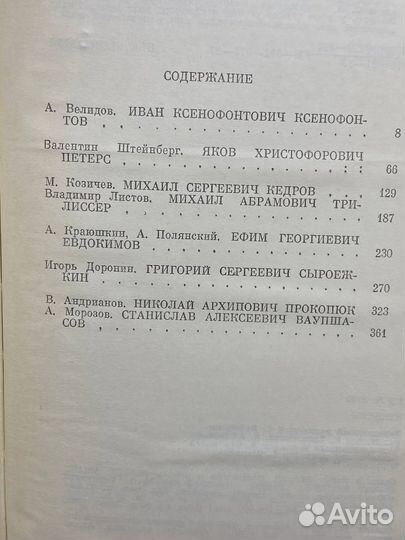 СОДЕРЖАНИЕ
А. Велидов. ИВАН КСЕНОФОНТОВИЧ КСЕНОФОН-
ТОВ . . . . . . . . . . . . . . . 8
Валентин Штейнберг. ЯКОВ ХРИСТОФОРОВИЧ
ПЕТЕРС . . . . . . . . . . . . . . 66
М. Козичев. МИХАИЛ СЕРГЕЕВИЧ КЕДРОВ . . . 129
Владимир Листов. МИХАИЛ АБРАМОВИЧ ТРИ-
ЛИССЕР . . . . . . . . . . . . . . 187
А. Краюшкин, А. Полянский. ЕФИМ ГЕОРГИЕВИЧ
ЕВДОКИМОВ . . . . . . . . . . . . 230
Игорь Доронин. ГРИГОРИЙ СЕРГЕЕВИЧ СЫРОЕЖ-
КИН . . . . . . . . . . . . . . . 270
В. Андрианов. НИКОЛАЙ АРХИПОВИЧ ПРОКОПЮК 323
А. Морозов. СТАНИСЛАВ АЛЕКСЕЕВИЧ ВАУПША-
СОВ . . . . . . . . . . . . . . . 361
Avito